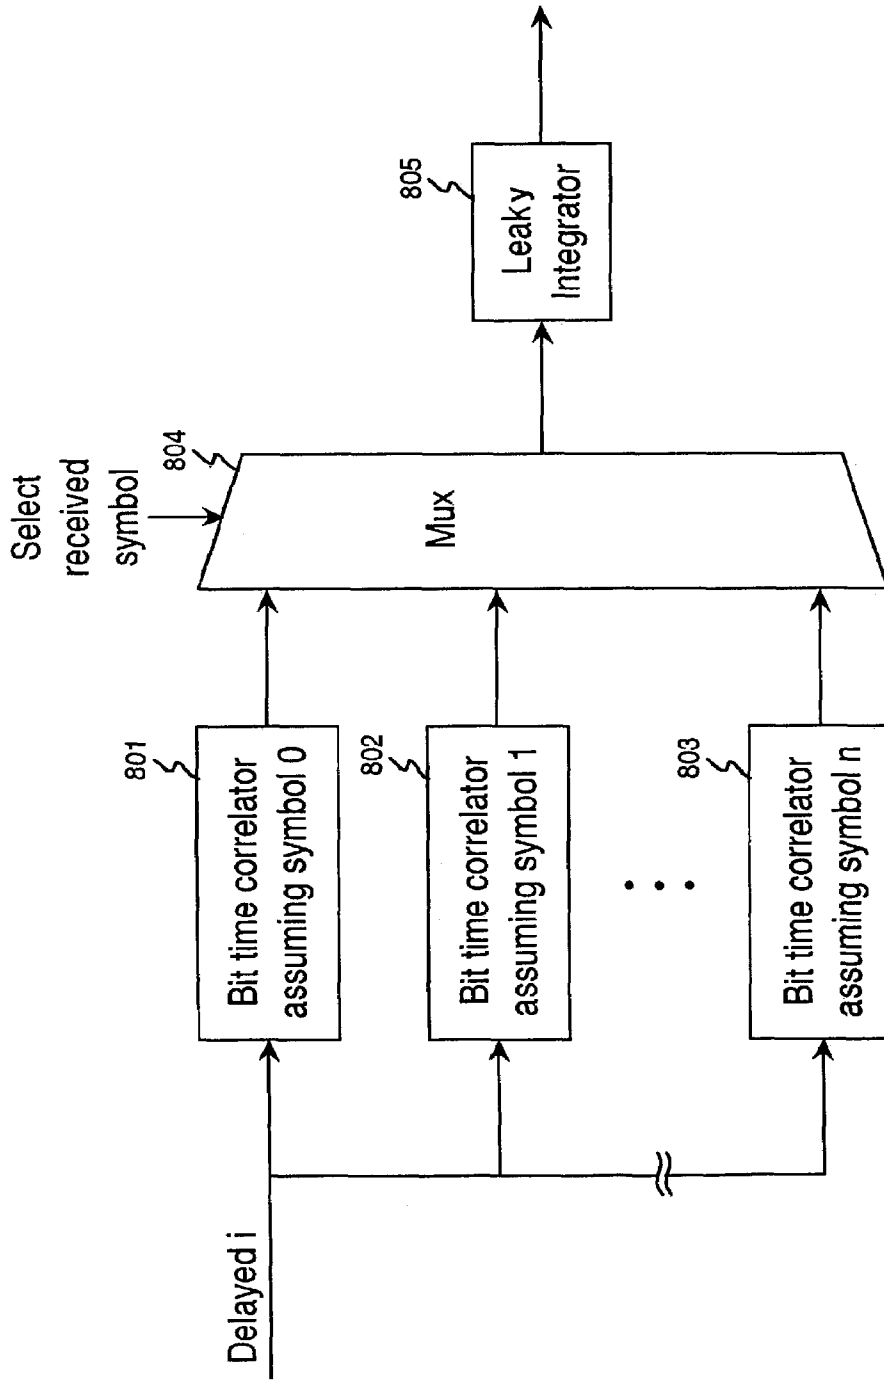 Delayed i
801
Bit time correlator
assuming symbol 0
802
Bit time correlator
assuming symbol 1
803
Bit time correlator
assuming symbol n
Select
received
symbol
804
Mux
805
Leaky
Integrator